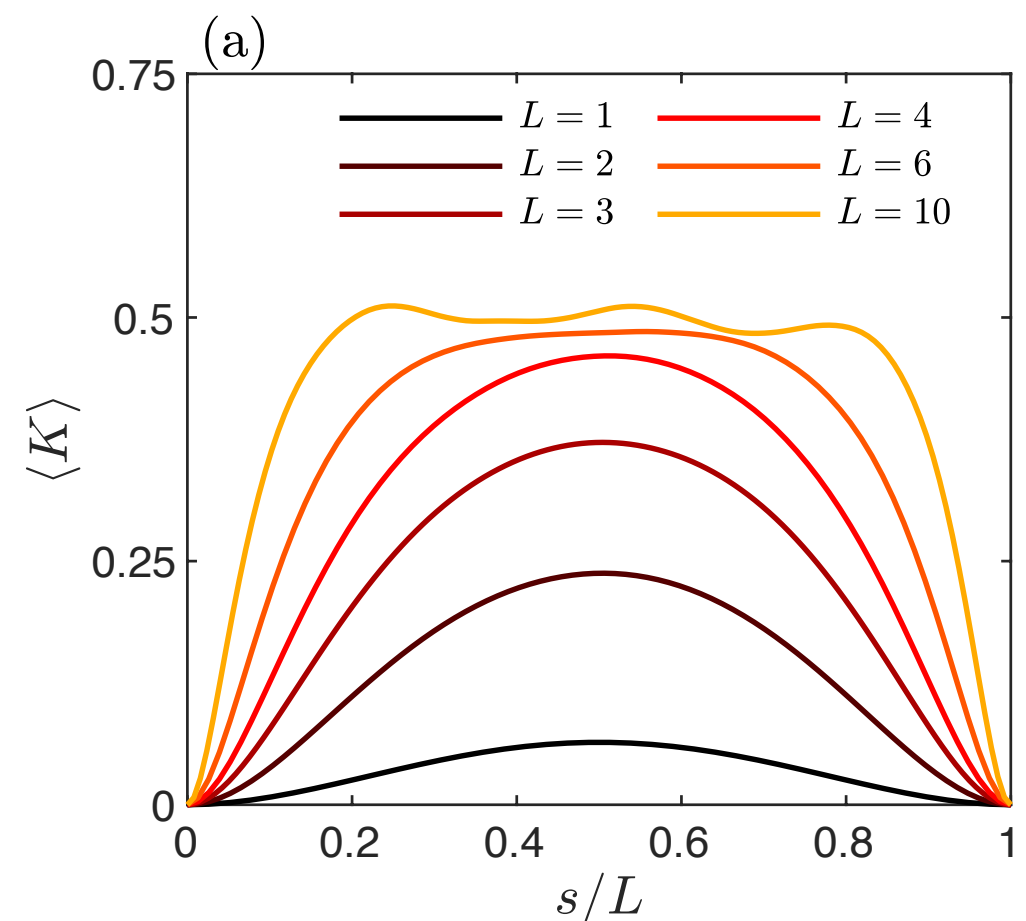 (a)
0.75
L = 1
L = 4
L = 2
L = 6
L = 3
L = 10
0.5
⟨K⟩
0.25
0
0 0.2 0.4 0.6 0.8 1
s/L